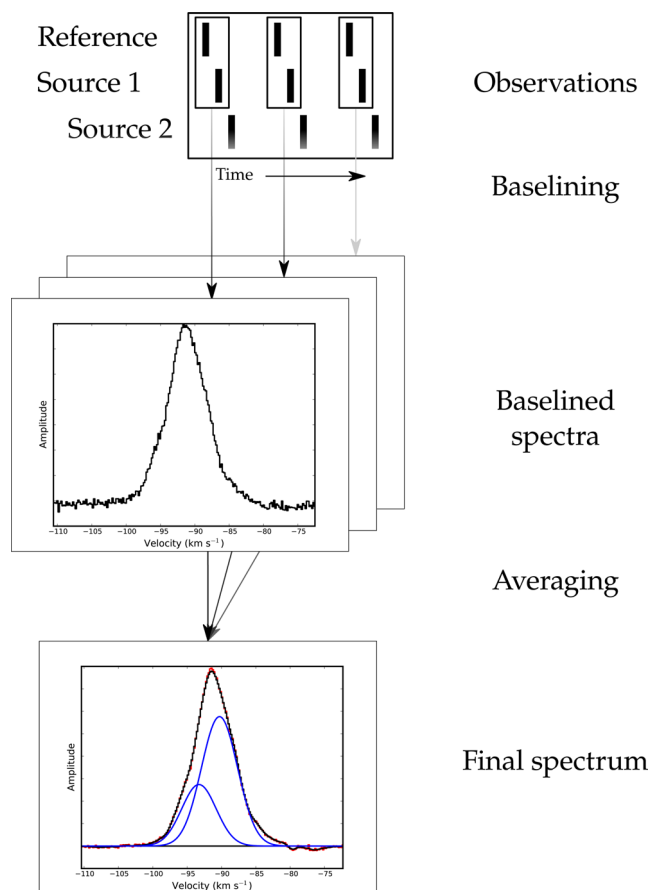 Reference
Source 1
Observations
Source 2
Time
Baselining
Amplitude
−110 −105 −100 −95 −90 −85 −80 −75
Velocity (km s⁻¹)
Baselined
spectra
Averaging
Amplitude
−110 −105 −100 −95 −90 −85 −80 −75
Velocity (km s⁻¹)
Final spectrum